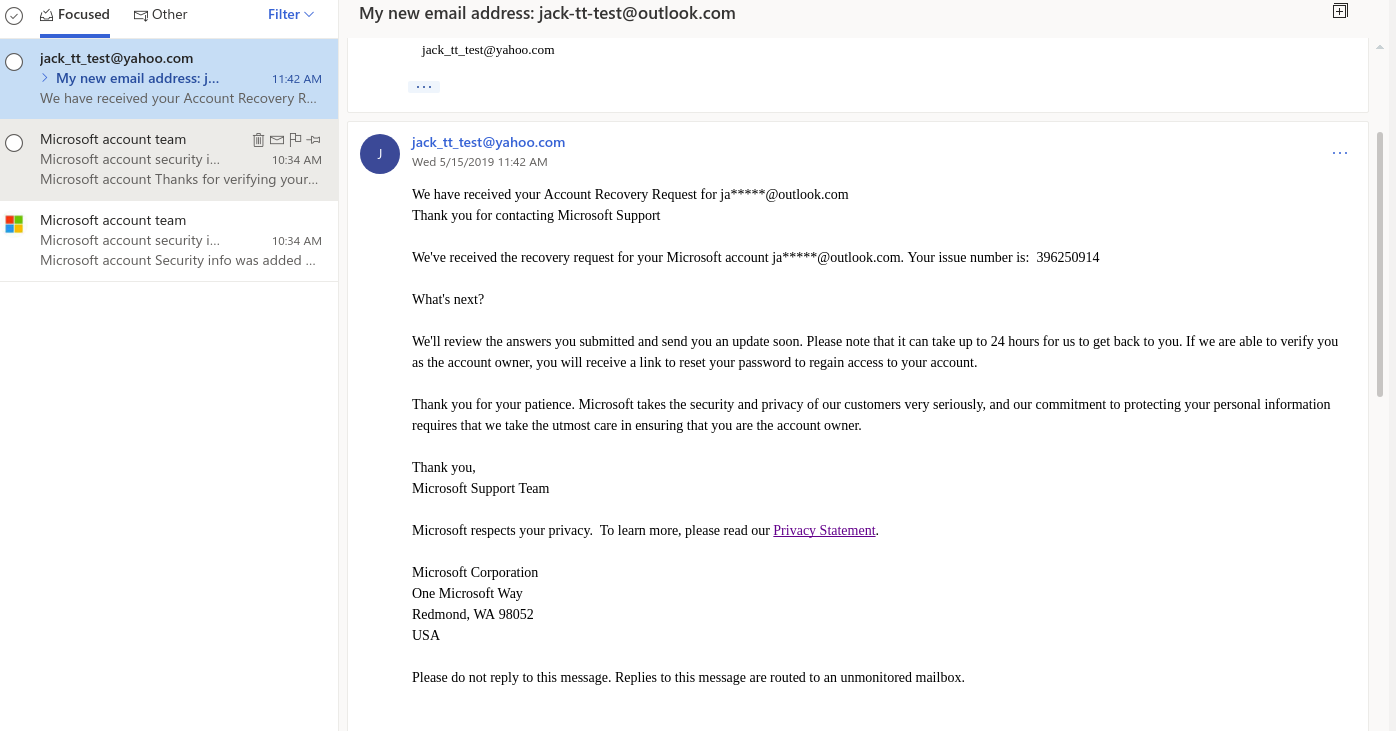 Focused
Other
Filter
jack_tt_test@yahoo.com
My new email address: j...
11:42 AM
We have received your Account Recovery R...
Microsoft account team
Microsoft account security i...
10:34 AM
Microsoft account Thanks for verifying your...
Microsoft account team
Microsoft account security i...
10:34 AM
Microsoft account Security info was added ...
My new email address: jack-tt-test@outlook.com
jack_tt_test@yahoo.com
...
J
jack_tt_test@yahoo.com
...
Wed 5/15/2019 11:42 AM
We have received your Account Recovery Request for ja*****@outlook.com
Thank you for contacting Microsoft Support
We've received the recovery request for your Microsoft account ja*****@outlook.com. Your issue number is:  396250914
What's next?
We'll review the answers you submitted and send you an update soon. Please note that it can take up to 24 hours for us to get back to you. If we are able to verify you
as the account owner, you will receive a link to reset your password to regain access to your account.
Thank you for your patience. Microsoft takes the security and privacy of our customers very seriously, and our commitment to protecting your personal information
requires that we take the utmost care in ensuring that you are the account owner.
Thank you,
Microsoft Support Team
Microsoft respects your privacy.  To learn more, please read our Privacy Statement.
Microsoft Corporation
One Microsoft Way
Redmond, WA 98052
USA
Please do not reply to this message. Replies to this message are routed to an unmonitored mailbox.